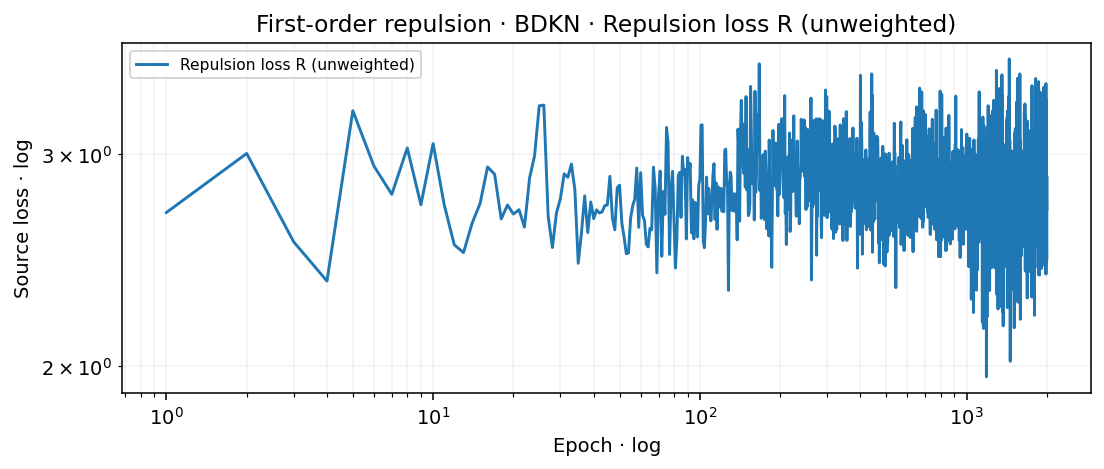 First-order repulsion · BDKN · Repulsion loss R (unweighted)
Repulsion loss R (unweighted)
Source loss · log
3 × 10⁰
2 × 10⁰
10⁰ 10¹ 10² 10³
Epoch · log